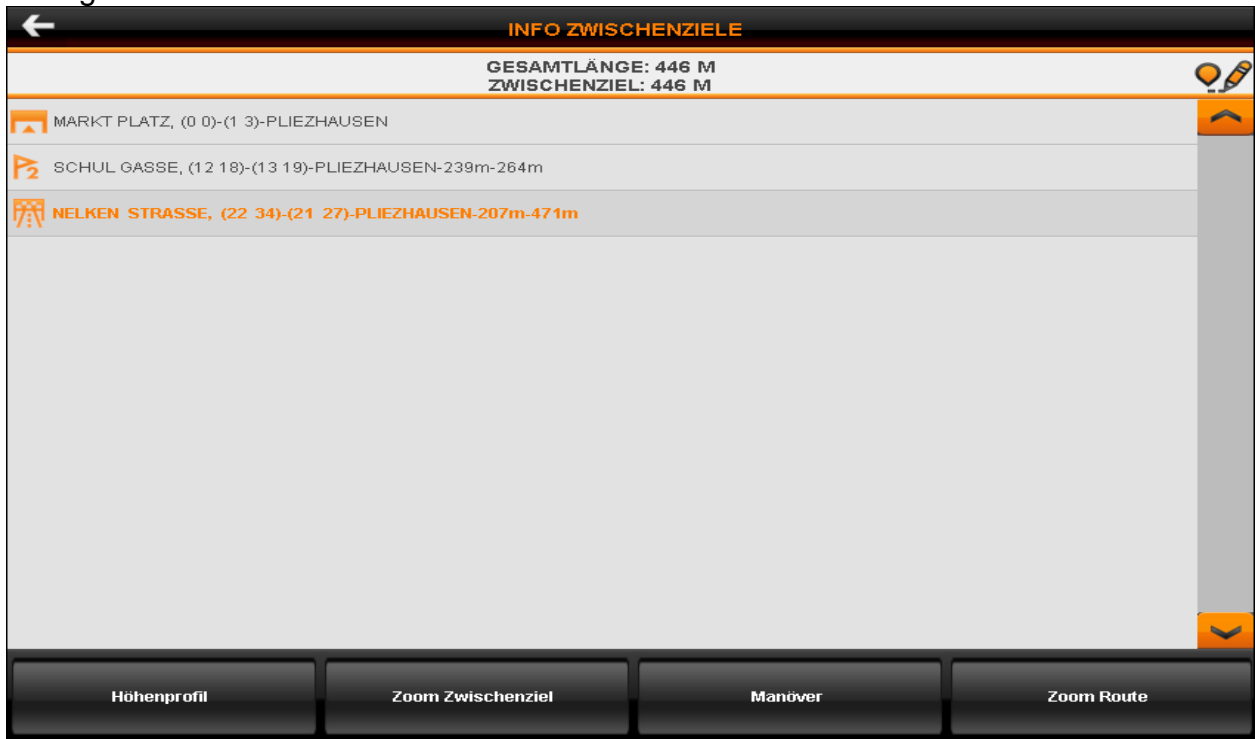 INFO ZWISCHENZIELE
GESAMTLÄNGE: 446 M
ZWISCHENZIEL: 446 M
MARKT PLATZ, (0 0)-(1 3)-PLIEZHAUSEN
2
SCHUL GASSE, (12 18)-(13 19)-PLIEZHAUSEN-239m-264m
NELKEN STRASSE, (22 34)-(21 27)-PLIEZHAUSEN-207m-471m
Höhenprofil
Zoom Zwischenziel
Manöver
Zoom Route